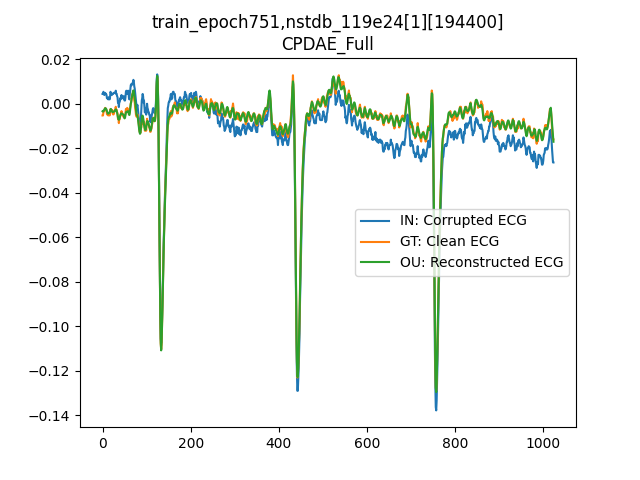 train_epoch751,nstdb_119e24[1][194400]
CPDAE_Full
0.02
0.00
−0.02
−0.04
−0.06
−0.08
−0.10
−0.12
−0.14
IN: Corrupted ECG
GT: Clean ECG
OU: Reconstructed ECG
0 200 400 600 800 1000